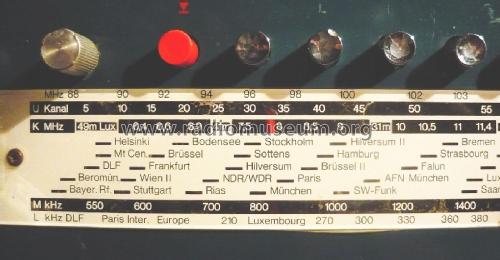 MHz 88 90 92 94 96 98 100 102 103
U Kanal 5 10 15 20 25 30 35 40 45 50 55
K MHz 49m Lux 7,5 31m 10 10,5 11 11,4
www.radiomuseum.org
Helsinki Bodensee Stockholm Hilversum II Bremen
Mt Cen. Brüssel Sottens Hamburg Strasbourg
DLF Frankfurt Hilversum Brüssel II Falun
Beromün. Wien II NDR/WDR Paris AFN München
Bayer. Rf. Stuttgart Rias München SW-Funk Saa
M kHz 550 600 700 800 1000 1200 1400
L kHz DLF Paris Inter. Europe 210 Luxembourg 270 300 330 360 380